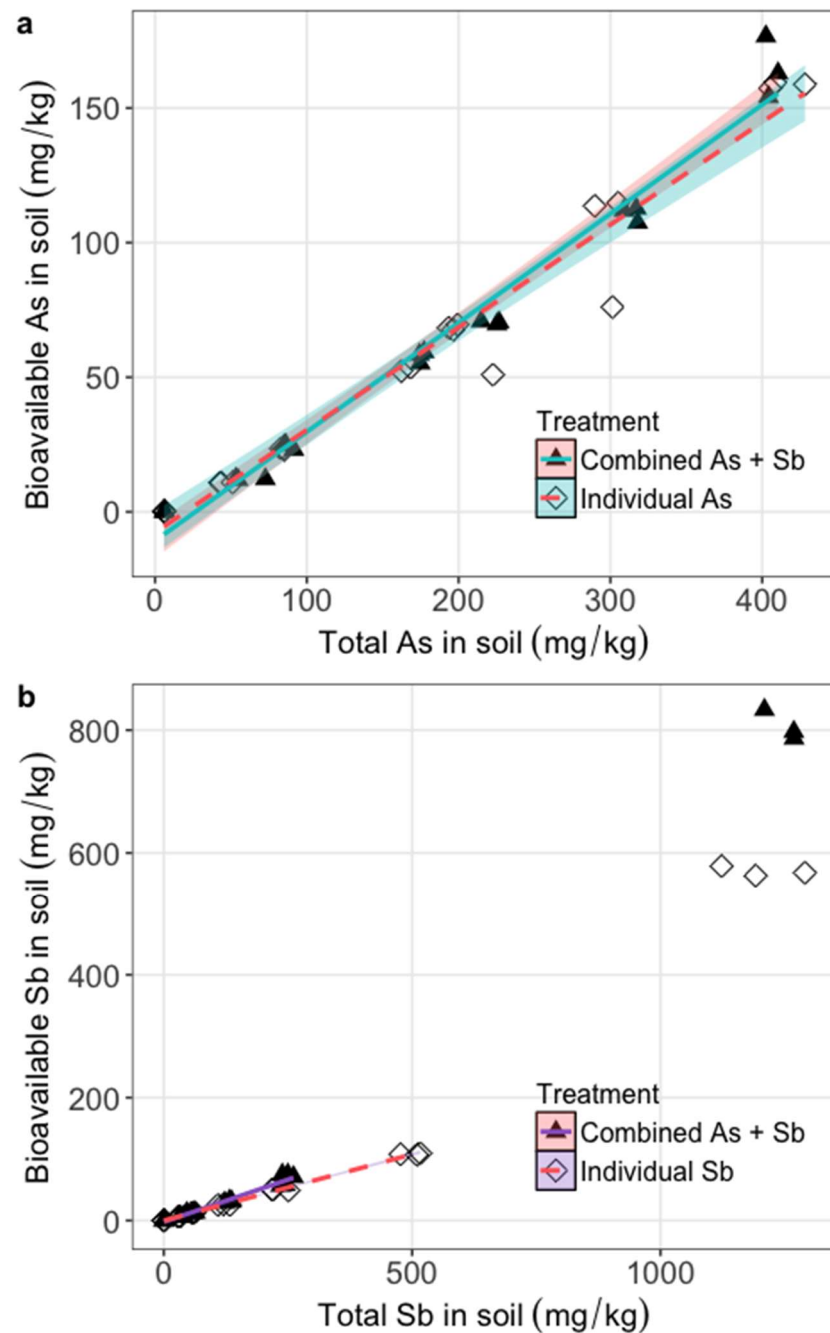 a
Bioavailable As in soil (mg/kg)
150
100
50
0
Treatment
Combined As + Sb
Individual As
0 100 200 300 400
Total As in soil (mg/kg)
b
Bioavailable Sb in soil (mg/kg)
800
600
400
200
0
Treatment
Combined As + Sb
Individual Sb
0 500 1000
Total Sb in soil (mg/kg)